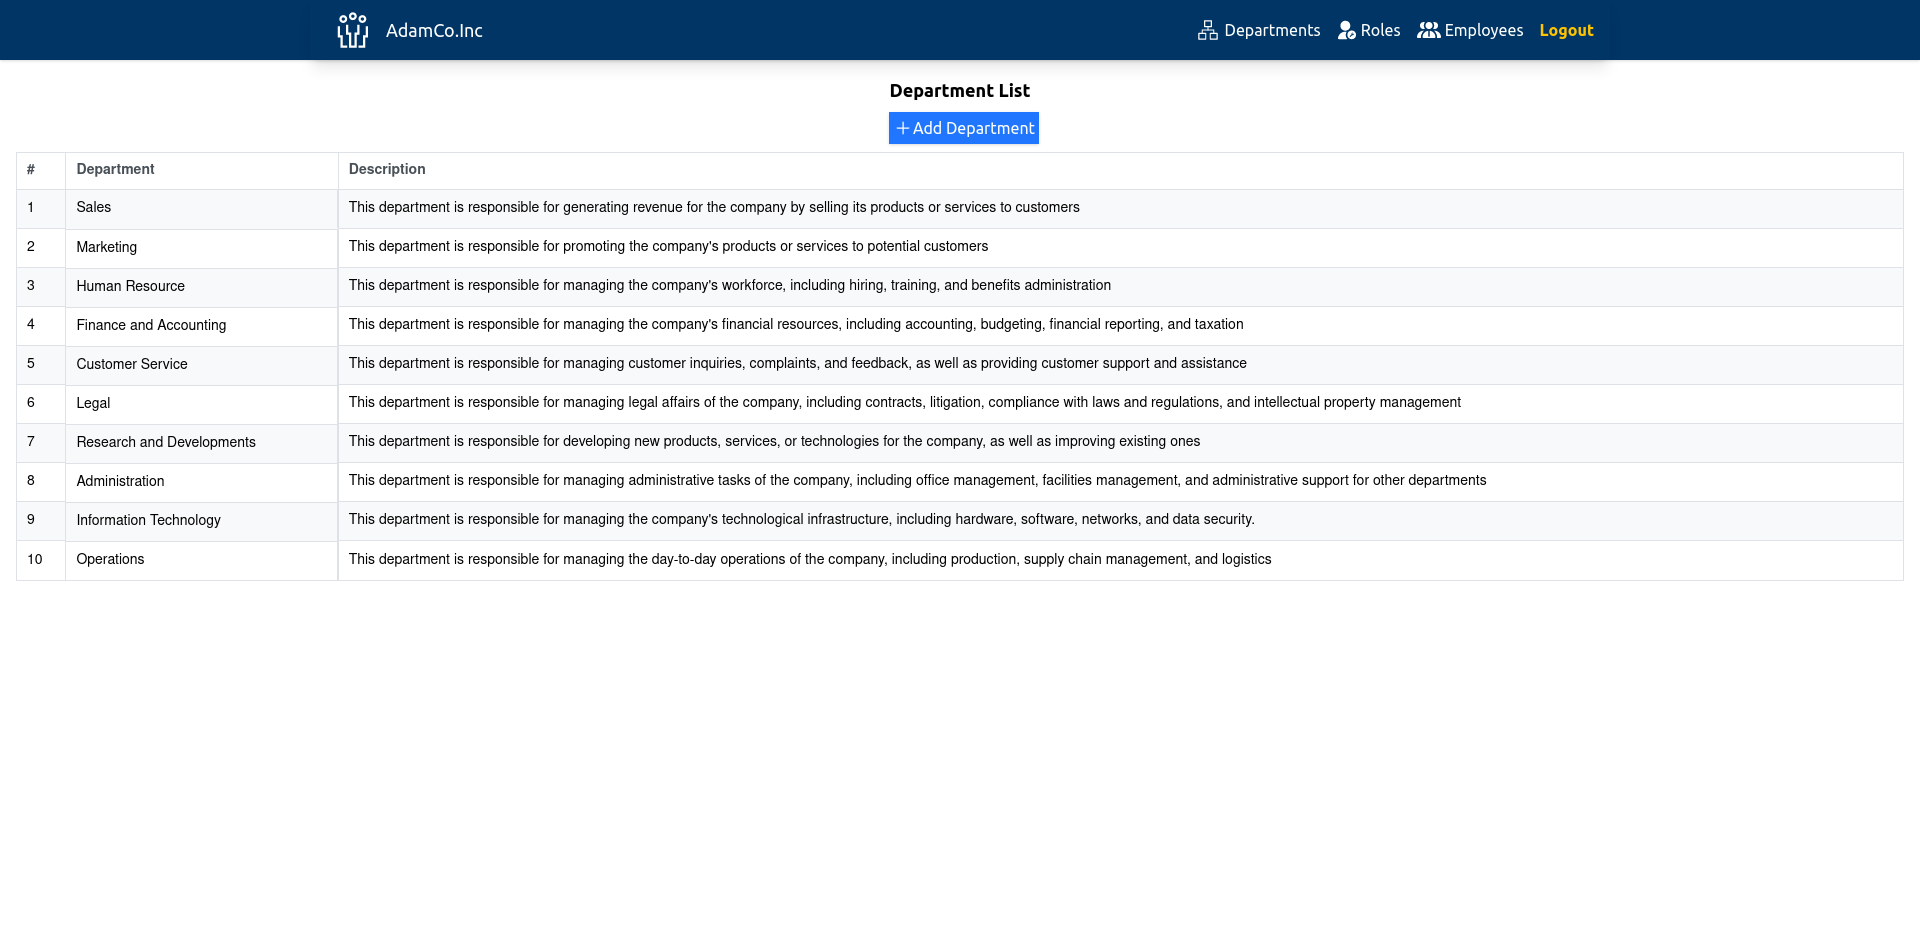 AdamCo.Inc Departments Roles Employees Logout
Department List
Add Department
# Department Description
1 Sales This department is responsible for generating revenue for the company by selling its products or services to customers
2 Marketing This department is responsible for promoting the company's products or services to potential customers
3 Human Resource This department is responsible for managing the company's workforce, including hiring, training, and benefits administration
4 Finance and Accounting This department is responsible for managing the company's financial resources, including accounting, budgeting, financial reporting, and taxation
5 Customer Service This department is responsible for managing customer inquiries, complaints, and feedback, as well as providing customer support and assistance
6 Legal This department is responsible for managing legal affairs of the company, including contracts, litigation, compliance with laws and regulations, and intellectual property management
7 Research and Developments This department is responsible for developing new products, services, or technologies for the company, as well as improving existing ones
8 Administration This department is responsible for managing administrative tasks of the company, including office management, facilities management, and administrative support for other departments
9 Information Technology This department is responsible for managing the company's technological infrastructure, including hardware, software, networks, and data security.
10 Operations This department is responsible for managing the day-to-day operations of the company, including production, supply chain management, and logistics